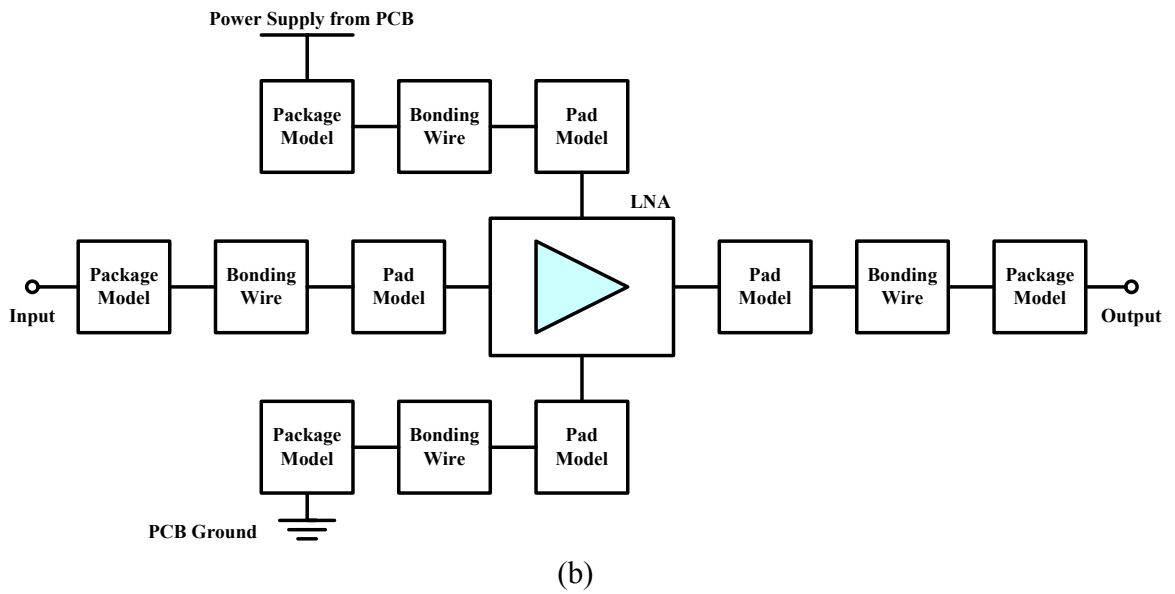 Power Supply from PCB
Package
Model
Bonding
Wire
Pad
Model
LNA
Package
Model
Bonding
Wire
Pad
Model
Pad
Model
Bonding
Wire
Package
Model
Input
Output
Package
Model
Bonding
Wire
Pad
Model
PCB Ground
(b)